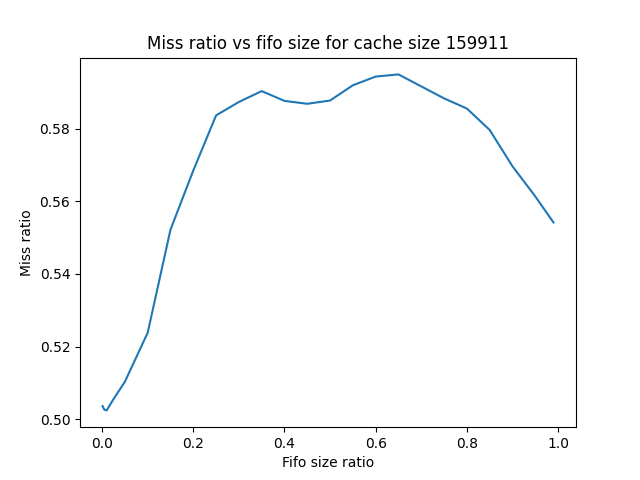 Miss ratio vs fifo size for cache size 159911
Miss ratio
0.58
0.56
0.54
0.52
0.50
0.0 0.2 0.4 0.6 0.8 1.0
Fifo size ratio